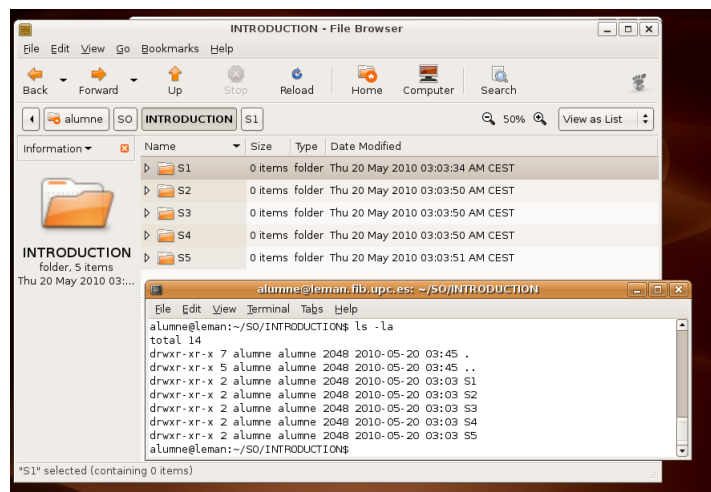 INTRODUCTION - File Browser
File Edit View Go Bookmarks Help
Back Forward Up Stop Reload Home Computer Search
alumne SO INTRODUCTION S1 50% View as List
Information Name Size Type Date Modified
S1 0 items folder Thu 20 May 2010 03:03:34 AM CEST
S2 0 items folder Thu 20 May 2010 03:03:50 AM CEST
S3 0 items folder Thu 20 May 2010 03:03:50 AM CEST
S4 0 items folder Thu 20 May 2010 03:03:50 AM CEST
S5 0 items folder Thu 20 May 2010 03:03:51 AM CEST
INTRODUCTION
folder, 5 items
Thu 20 May 2010 03:...
alumne@leman.fib.upc.es: ~/SO/INTRODUCTION
File Edit View Terminal Tabs Help
alumne@leman:~/SO/INTRODUCTION$ ls -la
total 14
drwxr-xr-x 7 alumne alumne 2048 2010-05-20 03:45 .
drwxr-xr-x 5 alumne alumne 2048 2010-05-20 03:45 ..
drwxr-xr-x 2 alumne alumne 2048 2010-05-20 03:03 S1
drwxr-xr-x 2 alumne alumne 2048 2010-05-20 03:03 S2
drwxr-xr-x 2 alumne alumne 2048 2010-05-20 03:03 S3
drwxr-xr-x 2 alumne alumne 2048 2010-05-20 03:03 S4
drwxr-xr-x 2 alumne alumne 2048 2010-05-20 03:03 S5
alumne@leman:~/SO/INTRODUCTION$
"S1" selected (containing 0 items)